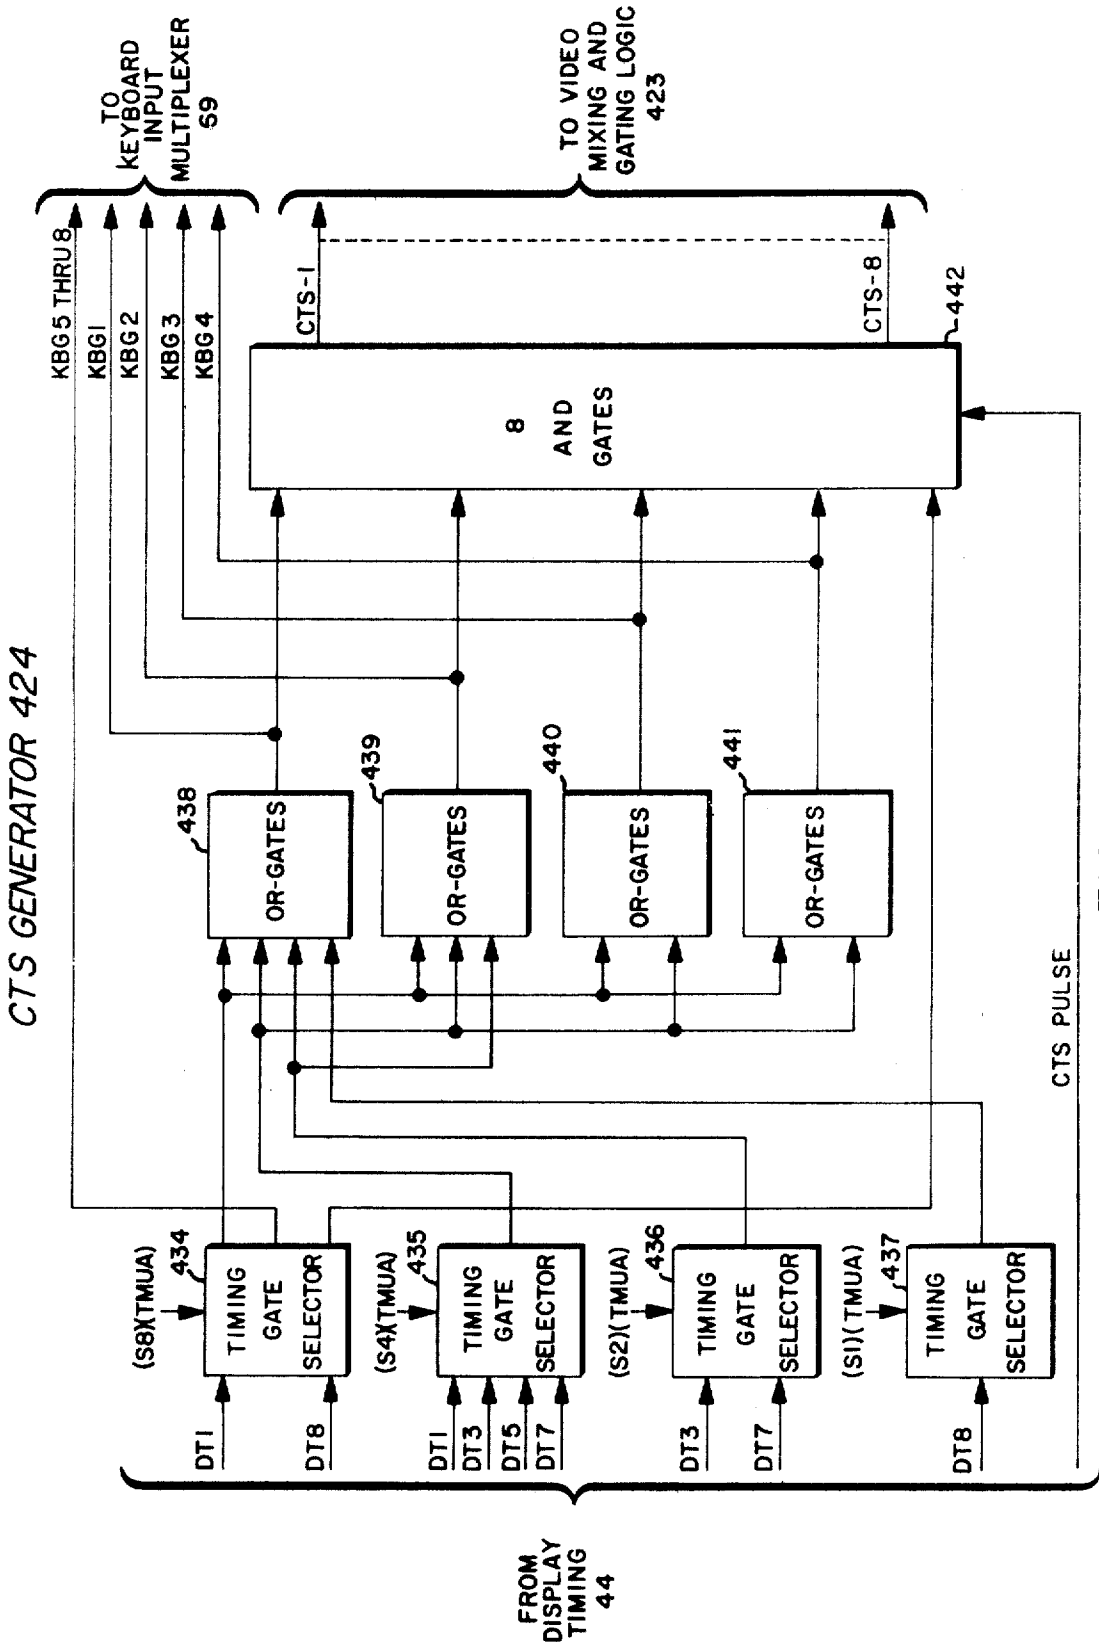 CTS GENERATOR 424
FROM
DISPLAY
TIMING
44
DT1
DT8
DT1
DT3
DT5
DT7
DT3
DT7
DT8
CTS PULSE
(S8)(TMUA)
434
TIMING
GATE
SELECTOR
(S4)(TMUA)
435
TIMING
GATE
SELECTOR
(S2)(TMUA)
436
TIMING
GATE
SELECTOR
(S1)(TMUA)
437
TIMING
GATE
SELECTOR
438
OR-GATES
439
OR-GATES
440
OR-GATES
441
OR-GATES
8
AND
GATES
442
KBG5 THRU 8
KBG1
KBG2
KBG3
KBG4
CTS-1
CTS-8
TO
KEYBOARD
INPUT
MULTIPLEXER
59
TO VIDEO
MIXING AND
GATING LOGIC
423